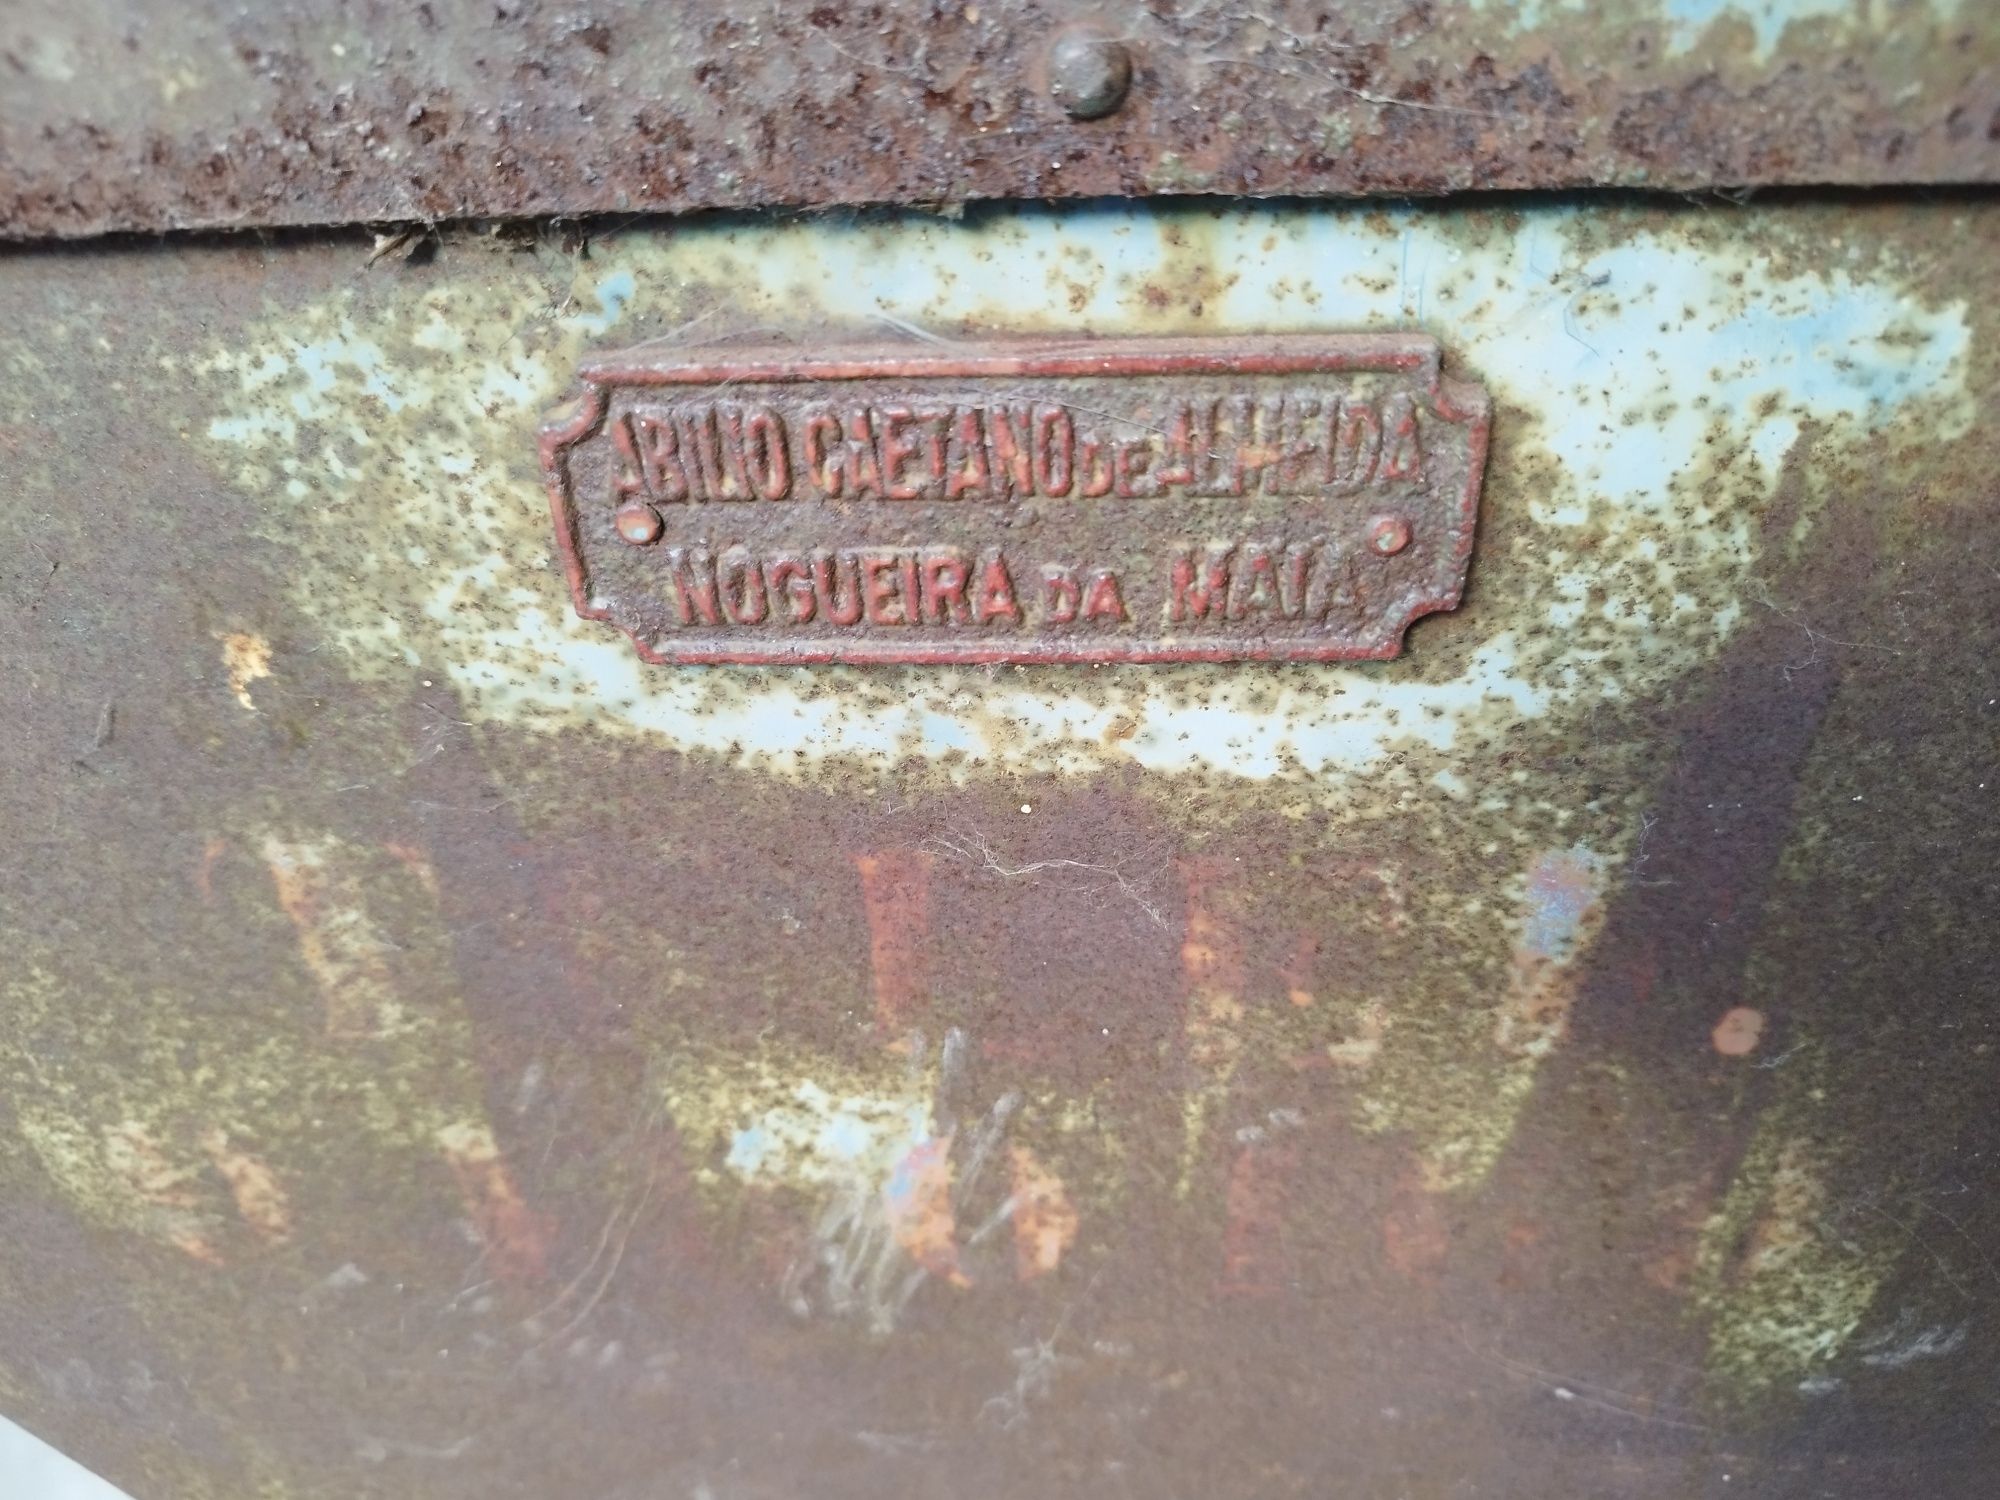 ABILIO CAETANO DE ALMEIDA
NOGUEIRA DA MAIA